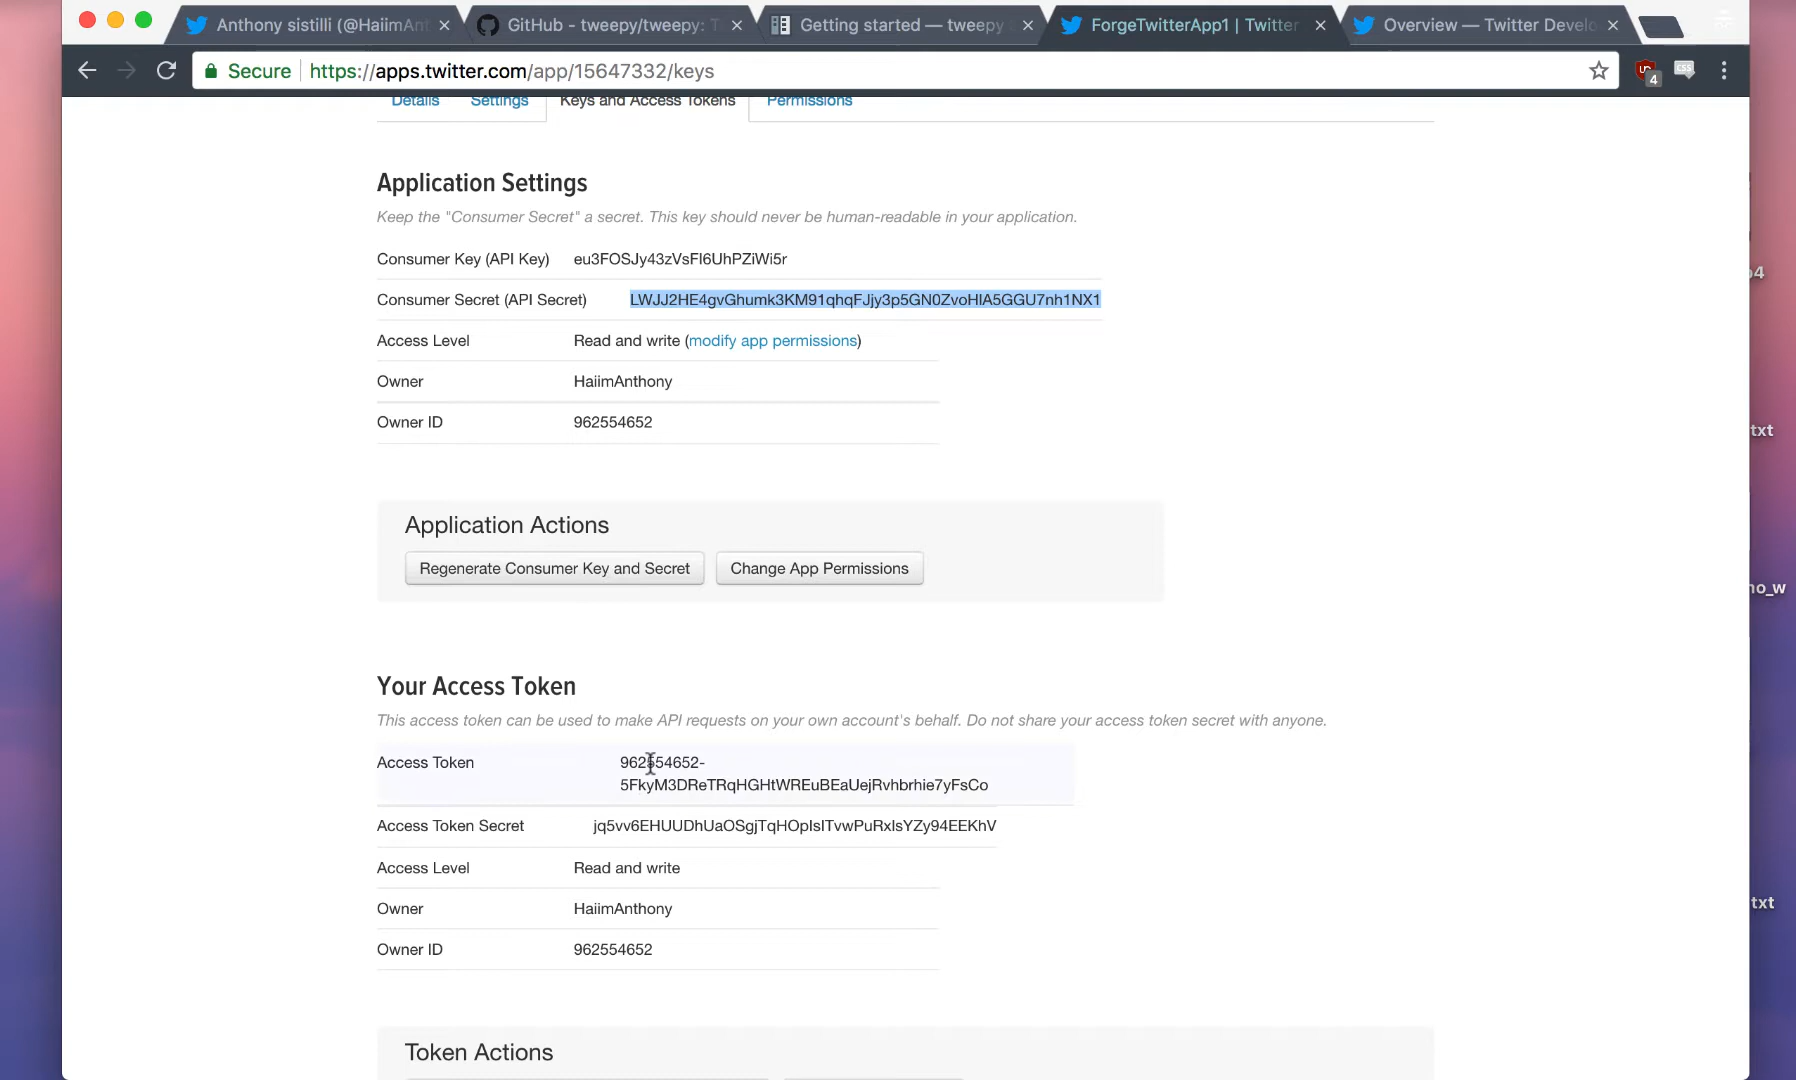 Anthony sistilli (@HaiimAnt
GitHub - tweepy/tweepy: T
Getting started — tweepy
ForgeTwitterApp1 | Twitter
Overview — Twitter Develo
Secure https://apps.twitter.com/app/15647332/keys
4
css
Details Settings Keys and Access Tokens Permissions
Application Settings
Keep the "Consumer Secret" a secret. This key should never be human-readable in your application.
Consumer Key (API Key)
Consumer Secret (API Secret)
Access Level Read and write (modify app permissions)
Owner HaiimAnthony
Owner ID 962554652
Application Actions
Regenerate Consumer Key and Secret Change App Permissions
Your Access Token
This access token can be used to make API requests on your own account's behalf. Do not share your access token secret with anyone.
Access Token 962554652-
5FkyM3DReTRqHGHtWREuBEaUejRvhbrhie7yFsCo
Access Token Secret
Access Level Read and write
Owner HaiimAnthony
Owner ID 962554652
Token Actions
txt
txt